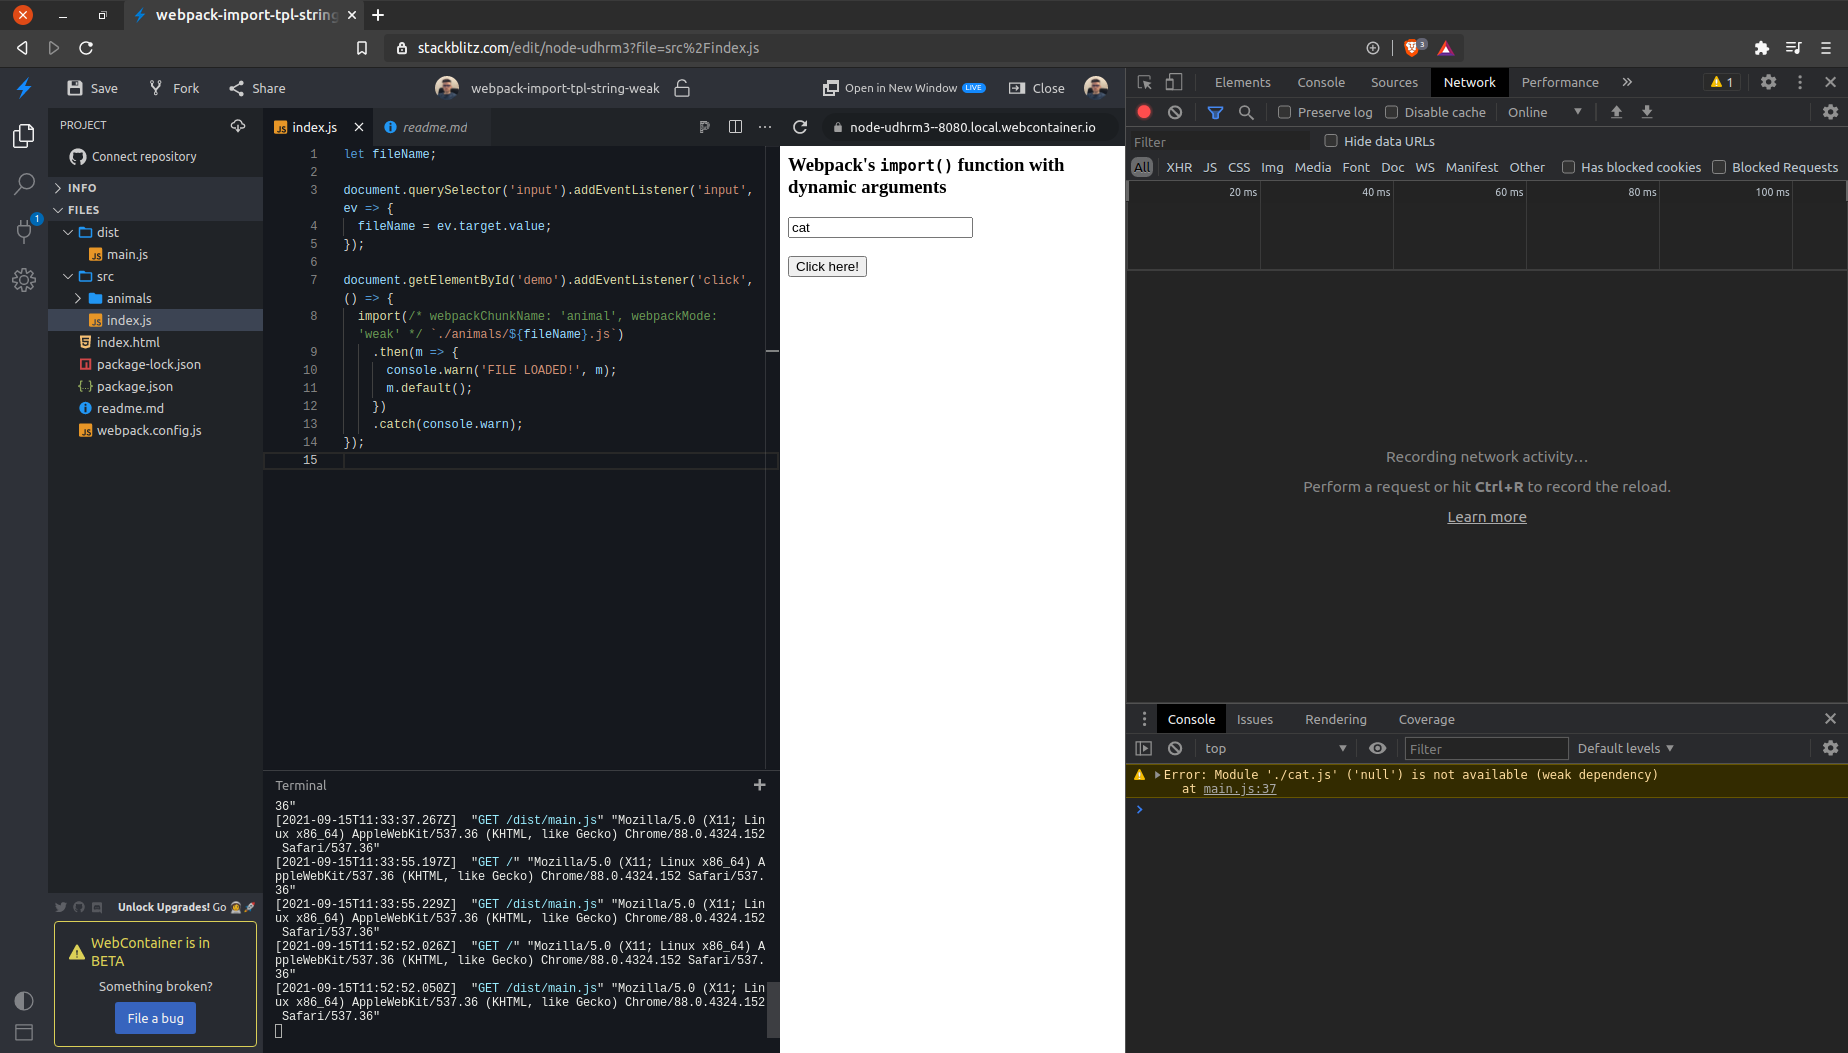 webpack-import-tpl-string
stackblitz.com/edit/node-udhrm3?file=src%2Findex.js
3
Save
Fork
Share
webpack-import-tpl-string-weak
Open in New Window LIVE
Close
PROJECT
Connect repository
INFO
FILES
1
dist
JS main.js
src
animals
JS index.js
index.html
package-lock.json
package.json
readme.md
JS webpack.config.js
Unlock Upgrades! Go
WebContainer is in
BETA
Something broken?
File a bug
JS index.js
readme.md
1 let fileName;
2
3 document.querySelector('input').addEventListener('input',
ev => {
4 fileName = ev.target.value;
5 });
6
7 document.getElementById('demo').addEventListener('click',
() => {
8 import(/* webpackChunkName: 'animal', webpackMode:
'weak' */ `./animals/${fileName}.js`)
9 .then(m => {
10 console.warn('FILE LOADED!', m);
11 m.default();
12 })
13 .catch(console.warn);
14 });
15
Terminal
36"
[2021-09-15T11:33:37.267Z]  "GET /dist/main.js" "Mozilla/5.0 (X11; Lin
ux x86_64) AppleWebKit/537.36 (KHTML, like Gecko) Chrome/88.0.4324.152
Safari/537.36"
[2021-09-15T11:33:55.197Z]  "GET /" "Mozilla/5.0 (X11; Linux x86_64) A
ppleWebKit/537.36 (KHTML, like Gecko) Chrome/88.0.4324.152 Safari/537.
36"
[2021-09-15T11:33:55.229Z]  "GET /dist/main.js" "Mozilla/5.0 (X11; Lin
ux x86_64) AppleWebKit/537.36 (KHTML, like Gecko) Chrome/88.0.4324.152
Safari/537.36"
[2021-09-15T11:52:52.026Z]  "GET /" "Mozilla/5.0 (X11; Linux x86_64) A
ppleWebKit/537.36 (KHTML, like Gecko) Chrome/88.0.4324.152 Safari/537.
36"
[2021-09-15T11:52:52.050Z]  "GET /dist/main.js" "Mozilla/5.0 (X11; Lin
ux x86_64) AppleWebKit/537.36 (KHTML, like Gecko) Chrome/88.0.4324.152
Safari/537.36"
node-udhrm3--8080.local.webcontainer.io
Webpack's import() function with
dynamic arguments
cat
Click here!
Elements
Console
Sources
Network
Performance
1
Preserve log
Disable cache
Online
Filter
Hide data URLs
All XHR JS CSS Img Media Font Doc WS Manifest Other
Has blocked cookies
Blocked Requests
20 ms
40 ms
60 ms
80 ms
100 ms
Recording network activity…
Perform a request or hit Ctrl+R to record the reload.
Learn more
Console
Issues
Rendering
Coverage
top
Filter
Default levels
Error: Module './cat.js' ('null') is not available (weak dependency)
at main.js:37